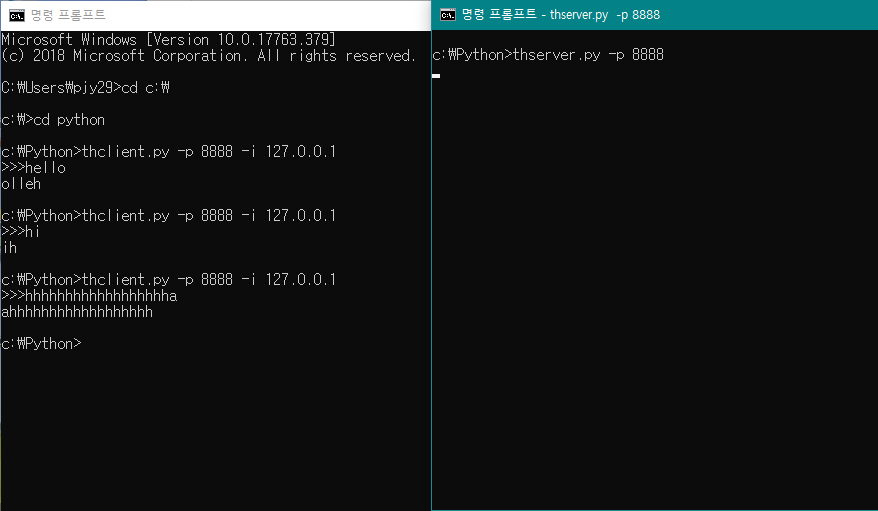 명령 프롬프트
Microsoft Windows [Version 10.0.17763.379]
(c) 2018 Microsoft Corporation. All rights reserved.
C:₩Users₩pjy29>cd c:₩
c:₩>cd python
c:₩Python>thclient.py -p 8888 -i 127.0.0.1
>>>hello
olleh
c:₩Python>thclient.py -p 8888 -i 127.0.0.1
>>>hi
ih
c:₩Python>thclient.py -p 8888 -i 127.0.0.1
>>>hhhhhhhhhhhhhhhhhha
ahhhhhhhhhhhhhhhhhh
c:₩Python>
명령 프롬프트 - thserver.py  -p 8888
c:₩Python>thserver.py -p 8888